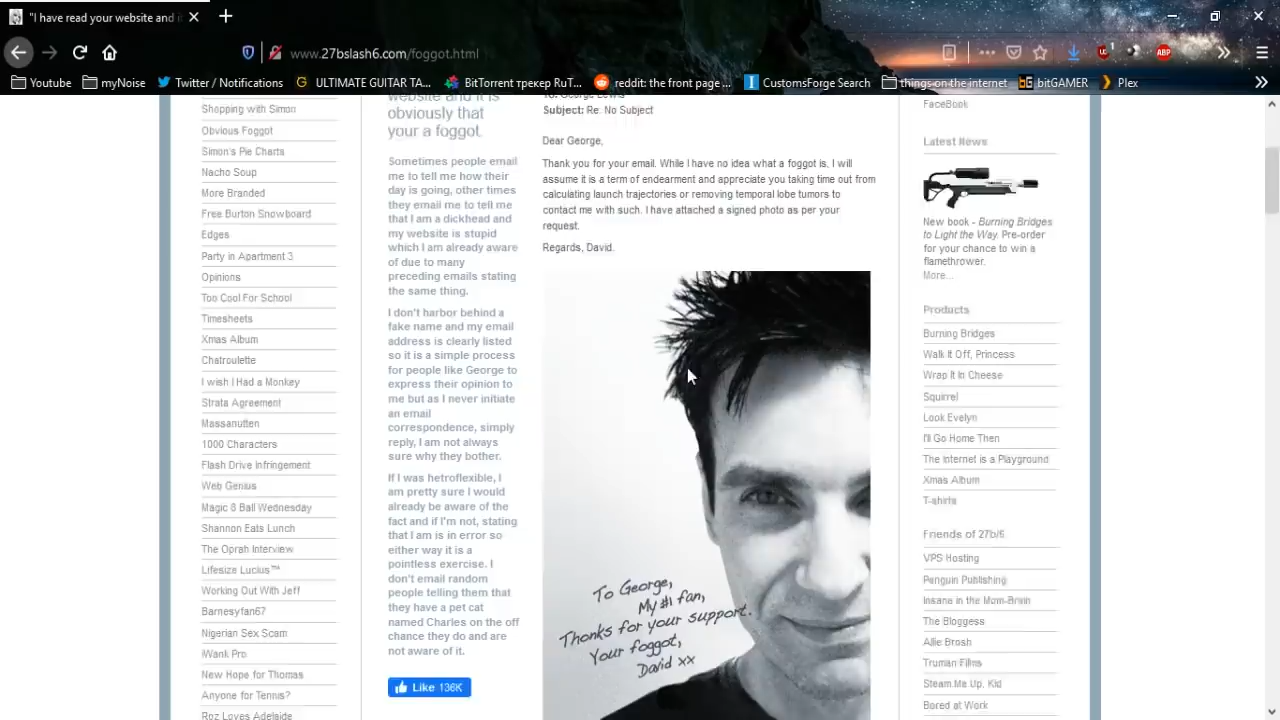 "I have read your website and i
www.27bslash6.com/foggot.html
Youtube
myNoise
Twitter / Notifications
ULTIMATE GUITAR TA...
BitTorrent трекер RuT...
reddit: the front page ...
CustomsForge Search
things on the internet
bitGAMER
Plex
Shopping with Simon
Obvious Foggot
Simon's Pie Charts
Nacho Soup
More Branded
Free Burton Snowboard
Edges
Party in Apartment 3
Opinions
Too Cool For School
Timesheets
Xmas Album
Chatroulette
I wish I Had a Monkey
Strata Agreement
Massanutten
1000 Characters
Flash Drive Infringement
Web Genius
Magic 8 Ball Wednesday
Shannon Eats Lunch
The Oprah Interview
Lifesize Lucius™
Working Out With Jeff
Barnesyfan67
Nigerian Sex Scam
iWank Pro
New Hope for Thomas
Anyone for Tennis?
Roz Loves Adelaide
website and it is
obviously that
your a foggot.
Sometimes people email
me to tell me how their
day is going, other times
they email me to tell me
that I am a dickhead and
my website is stupid
which I am already aware
of due to many
preceding emails stating
the same thing.
I don't harbor behind a
fake name and my email
address is clearly listed
so it is a simple process
for people like George to
express their opinion to
me but as I never initiate
an email
correspondence, simply
reply, I am not always
sure why they bother.
If I was hetroflexible, I
am pretty sure I would
already be aware of the
fact and if I'm not, stating
that I am is in error so
either way it is a
pointless exercise. I
don't email random
people telling them that
they have a pet cat
named Charles on the off
chance they do and are
not aware of it.
Like 136K
To: George Lewis
Subject: Re: No Subject
Dear George,
Thank you for your email. While I have no idea what a foggot is, I will
assume it is a term of endearment and appreciate you taking time out from
calculating launch trajectories or removing temporal lobe tumors to
contact me with such. I have attached a signed photo as per your
request.
Regards, David.
To George,
My #1 fan,
Thanks for your support.
Your foggot,
David xx
FaceBook
Latest News
New book - Burning Bridges
to Light the Way. Pre-order
for your chance to win a
flamethrower.
More...
Products
Burning Bridges
Walk It Off, Princess
Wrap It In Cheese
Squirrel
Look Evelyn
I'll Go Home Then
The Internet is a Playground
Xmas Album
T-shirts
Friends of 27b/6
VPS Hosting
Penguin Publishing
Insane in the Mom-Brain
The Bloggess
Allie Brosh
Truman Films
Steam Me Up, Kid
Bored at Work